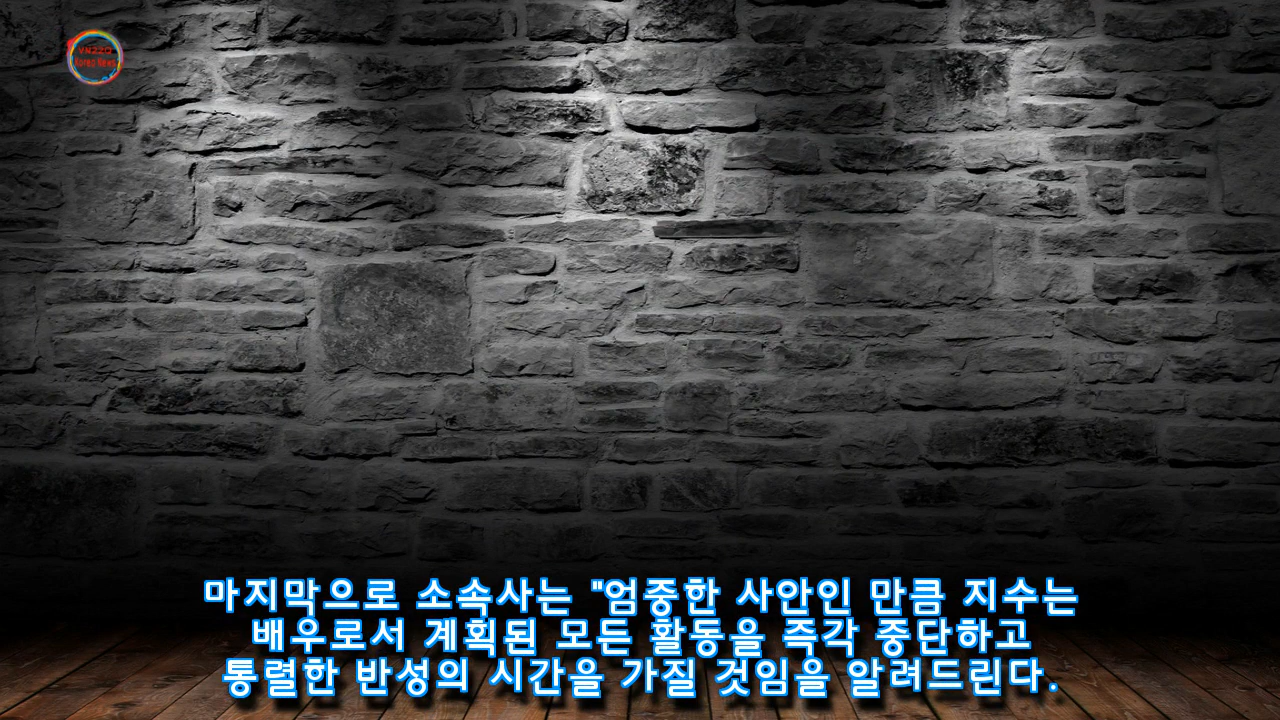 VN22Q
Korean News
마지막으로 소속사는 "엄중한 사안인 만큼 지수는
배우로서 계획된 모든 활동을 즉각 중단하고
통렬한 반성의 시간을 가질 것임을 알려드린다.